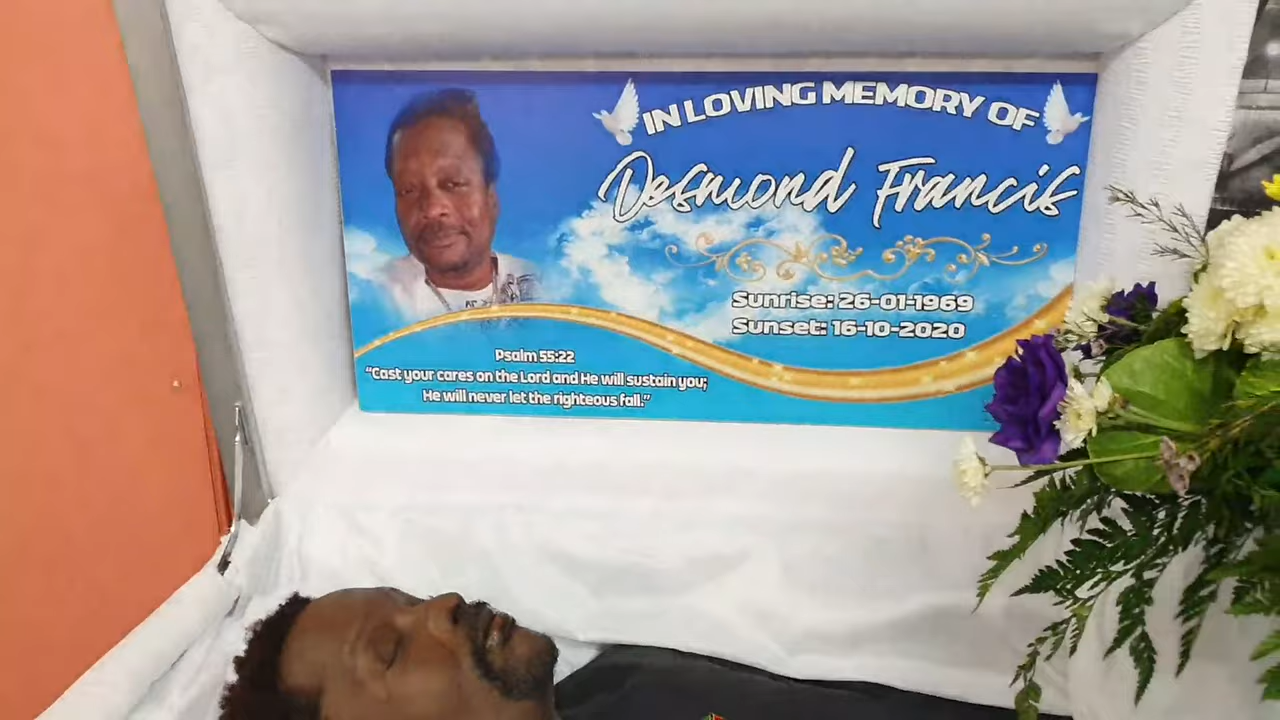 IN LOVING MEMORY OF
Desmond Francis
Sunrise: 26-01-1969
Sunset: 16-10-2020
Psalm 55:22
“Cast your cares on the Lord and He will sustain you;
He will never let the righteous fall.”